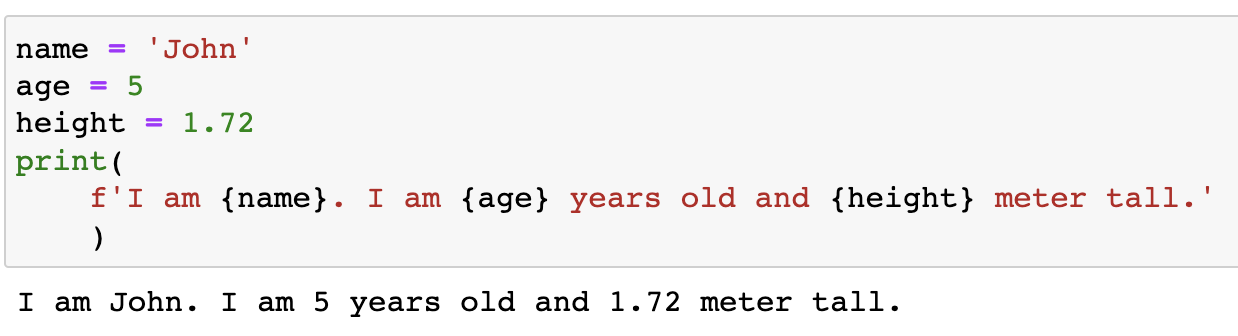 name = 'John'
age = 5
height = 1.72
print(
    f'I am {name}. I am {age} years old and {height} meter tall.'
    )
I am John. I am 5 years old and 1.72 meter tall.